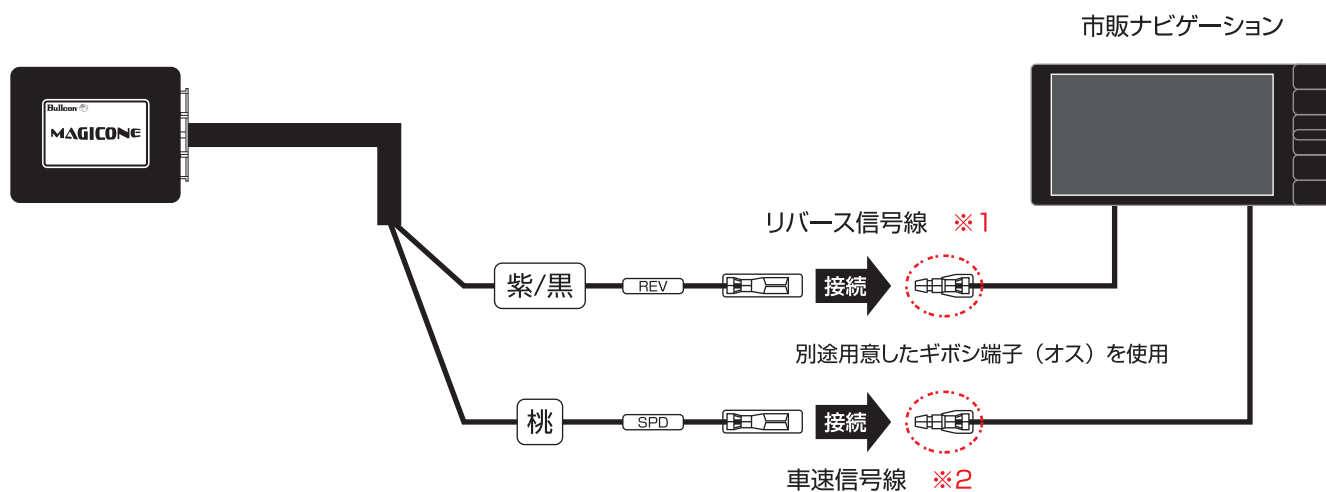 市販ナビゲーション
Bullcon
MAGICONE
リバース信号線 ※1
紫/黒
REV
接続
別途用意したギボシ端子（オス）を使用
桃
SPD
接続
車速信号線 ※2